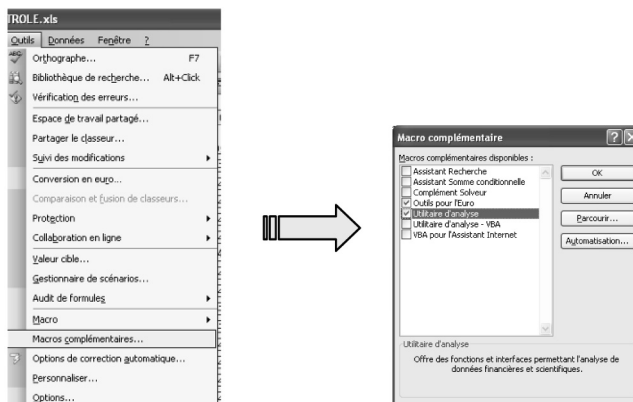 TROLE.xls
Outils Données Fenêtre ?
Orthographe... F7
Bibliothèque de recherche... Alt+Click
Vérification des erreurs...
Espace de travail partagé...
Partager le classeur...
Suivi des modifications
Conversion en euro...
Comparaison et fusion de classeurs...
Protection
Collaboration en ligne
Valeur cible...
Gestionnaire de scénarios...
Audit de formules
Macro
Macros complémentaires...
Options de correction automatique...
Personnaliser...
Options...
Macro complémentaire
Macros complémentaires disponibles :
Assistant Recherche
Assistant Somme conditionnelle
Complément Solveur
Outils pour l'Euro
Utilitaire d'analyse
Utilitaire d'analyse - VBA
VBA pour l'Assistant Internet
OK
Annuler
Parcourir...
Automatisation...
Utilitaire d'analyse
Offre des fonctions et interfaces permettant l'analyse de
données financières et scientifiques.